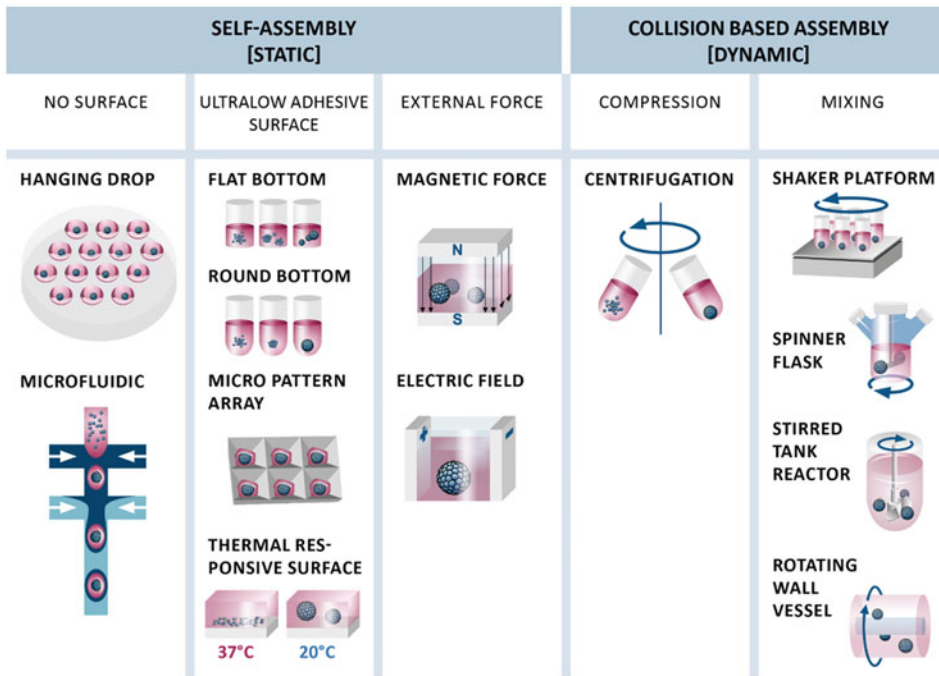 SELF-ASSEMBLY
[STATIC]
COLLISION BASED ASSEMBLY
[DYNAMIC]
NO SURFACE
ULTRALOW ADHESIVE
SURFACE
EXTERNAL FORCE
COMPRESSION
MIXING
HANGING DROP
MICROFLUIDIC
FLAT BOTTOM
ROUND BOTTOM
MICRO PATTERN
ARRAY
THERMAL RES-
PONSIVE SURFACE
37°C
20°C
MAGNETIC FORCE
N
S
ELECTRIC FIELD
+
-
CENTRIFUGATION
SHAKER PLATFORM
SPINNER
FLASK
STIRRED
TANK
REACTOR
ROTATING
WALL
VESSEL